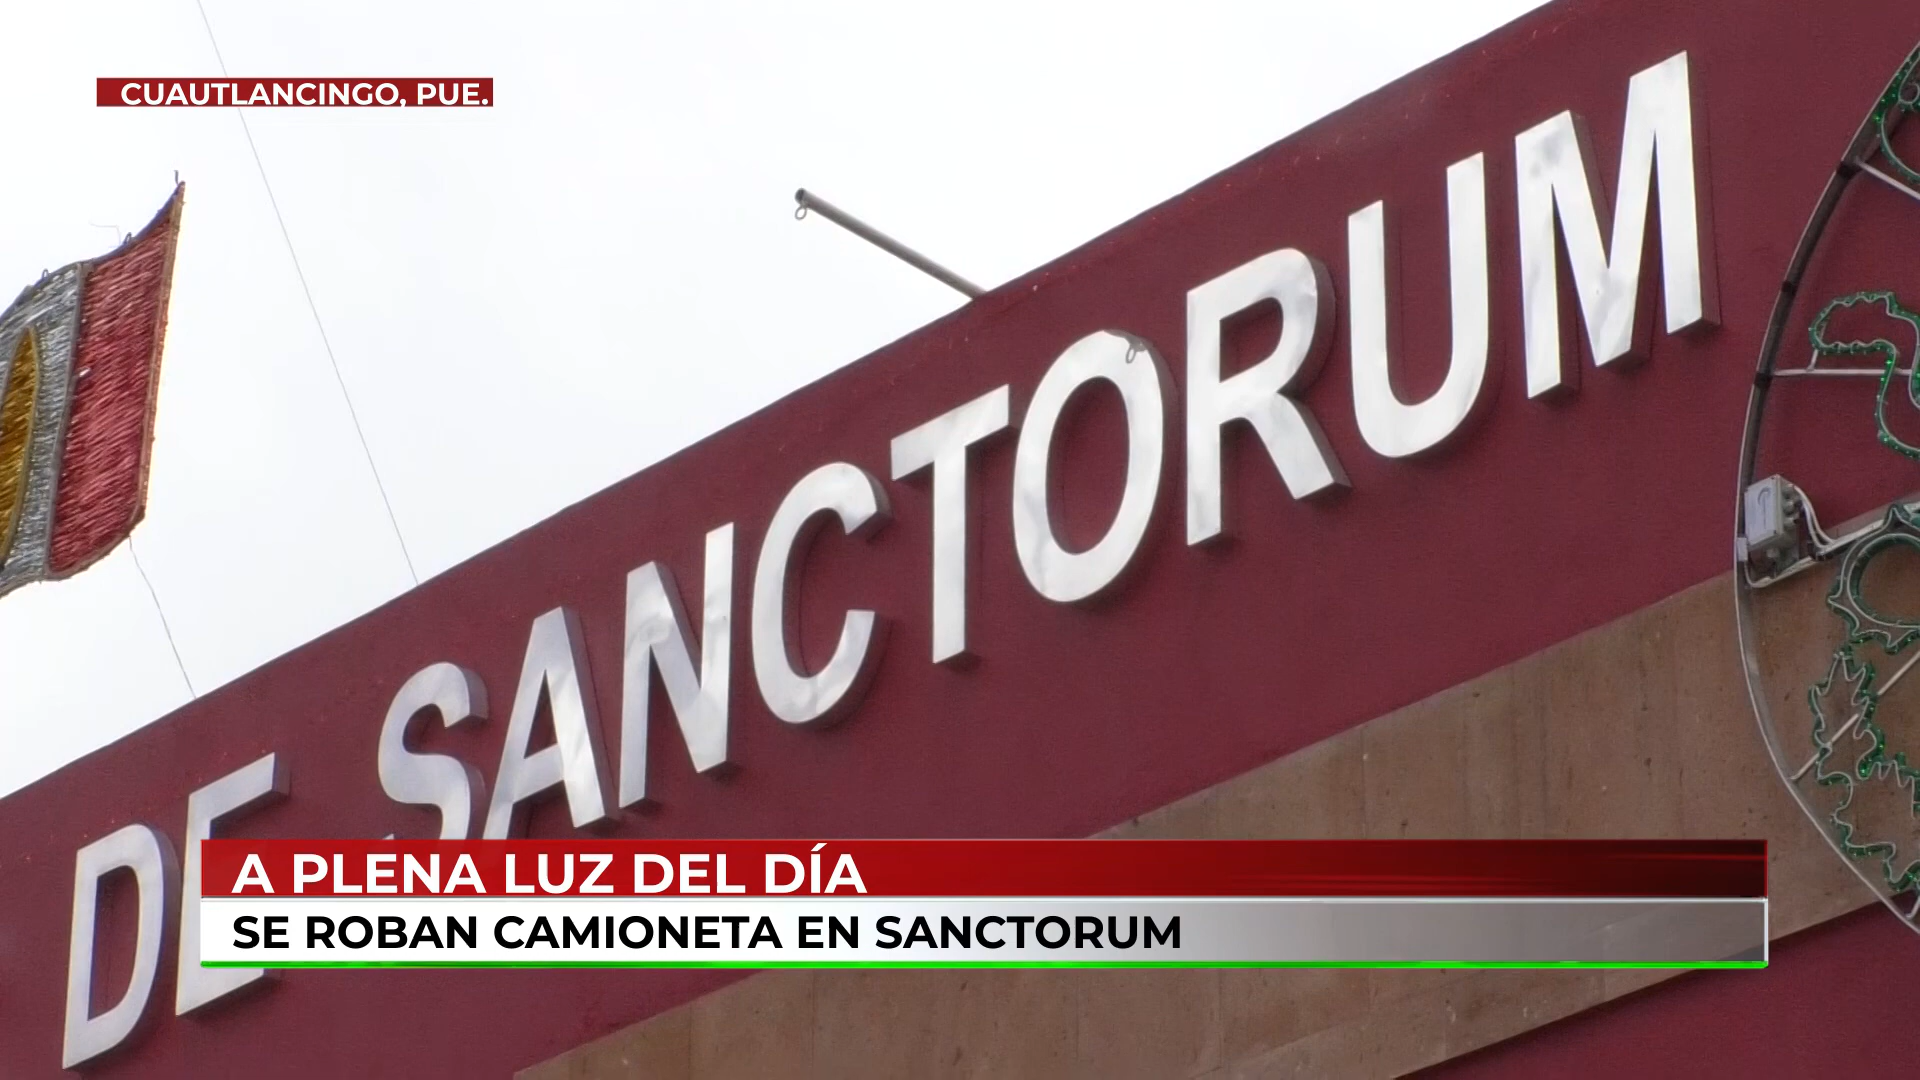 CUAUTLANCINGO, PUE.
DE SANCTORUM
A PLENA LUZ DEL DÍA
SE ROBAN CAMIONETA EN SANCTORUM